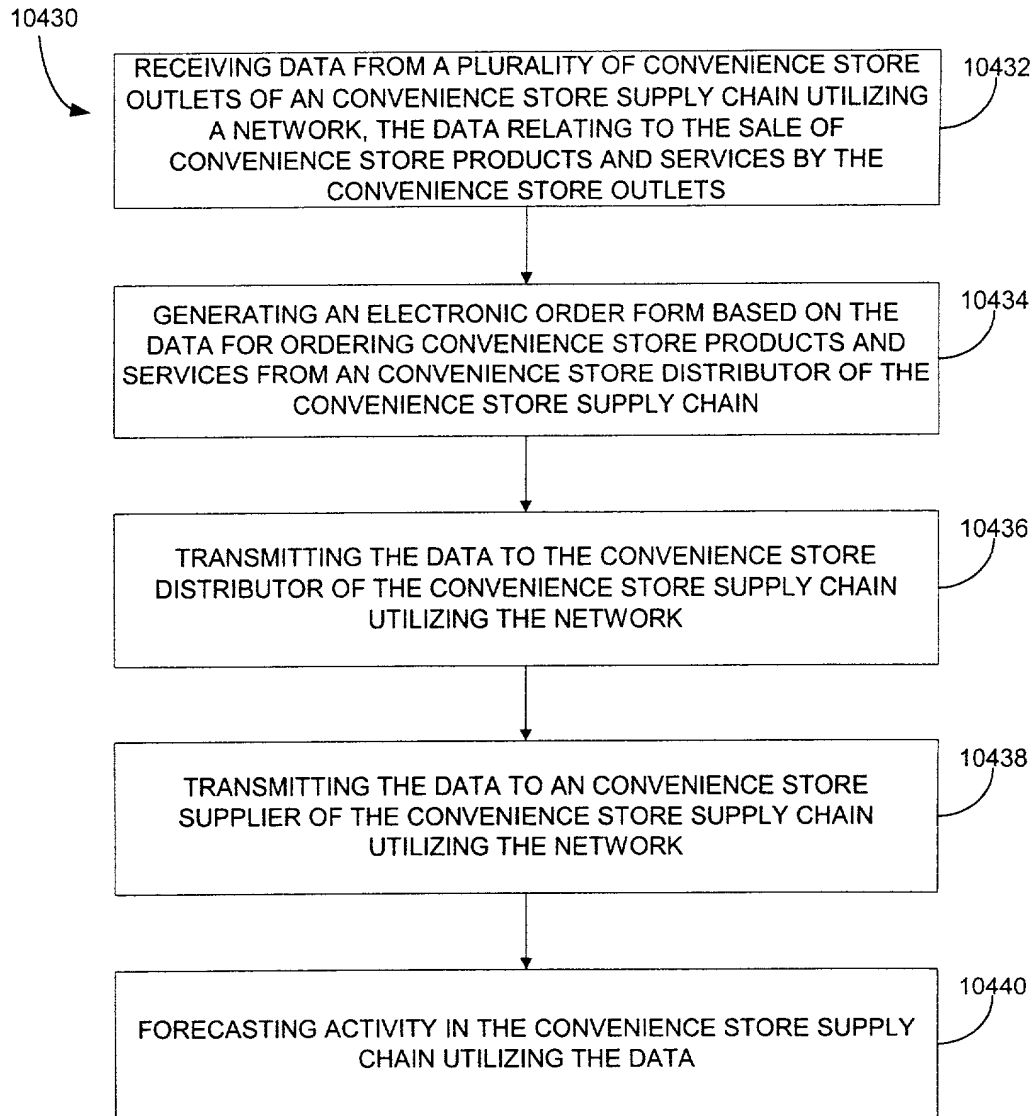 10430
RECEIVING DATA FROM A PLURALITY OF CONVENIENCE STORE
OUTLETS OF AN CONVENIENCE STORE SUPPLY CHAIN UTILIZING
A NETWORK, THE DATA RELATING TO THE SALE OF
CONVENIENCE STORE PRODUCTS AND SERVICES BY THE
CONVENIENCE STORE OUTLETS
10432
GENERATING AN ELECTRONIC ORDER FORM BASED ON THE
DATA FOR ORDERING CONVENIENCE STORE PRODUCTS AND
SERVICES FROM AN CONVENIENCE STORE DISTRIBUTOR OF THE
CONVENIENCE STORE SUPPLY CHAIN
10434
TRANSMITTING THE DATA TO THE CONVENIENCE STORE
DISTRIBUTOR OF THE CONVENIENCE STORE SUPPLY CHAIN
UTILIZING THE NETWORK
10436
TRANSMITTING THE DATA TO AN CONVENIENCE STORE
SUPPLIER OF THE CONVENIENCE STORE SUPPLY CHAIN
UTILIZING THE NETWORK
10438
FORECASTING ACTIVITY IN THE CONVENIENCE STORE SUPPLY
CHAIN UTILIZING THE DATA
10440